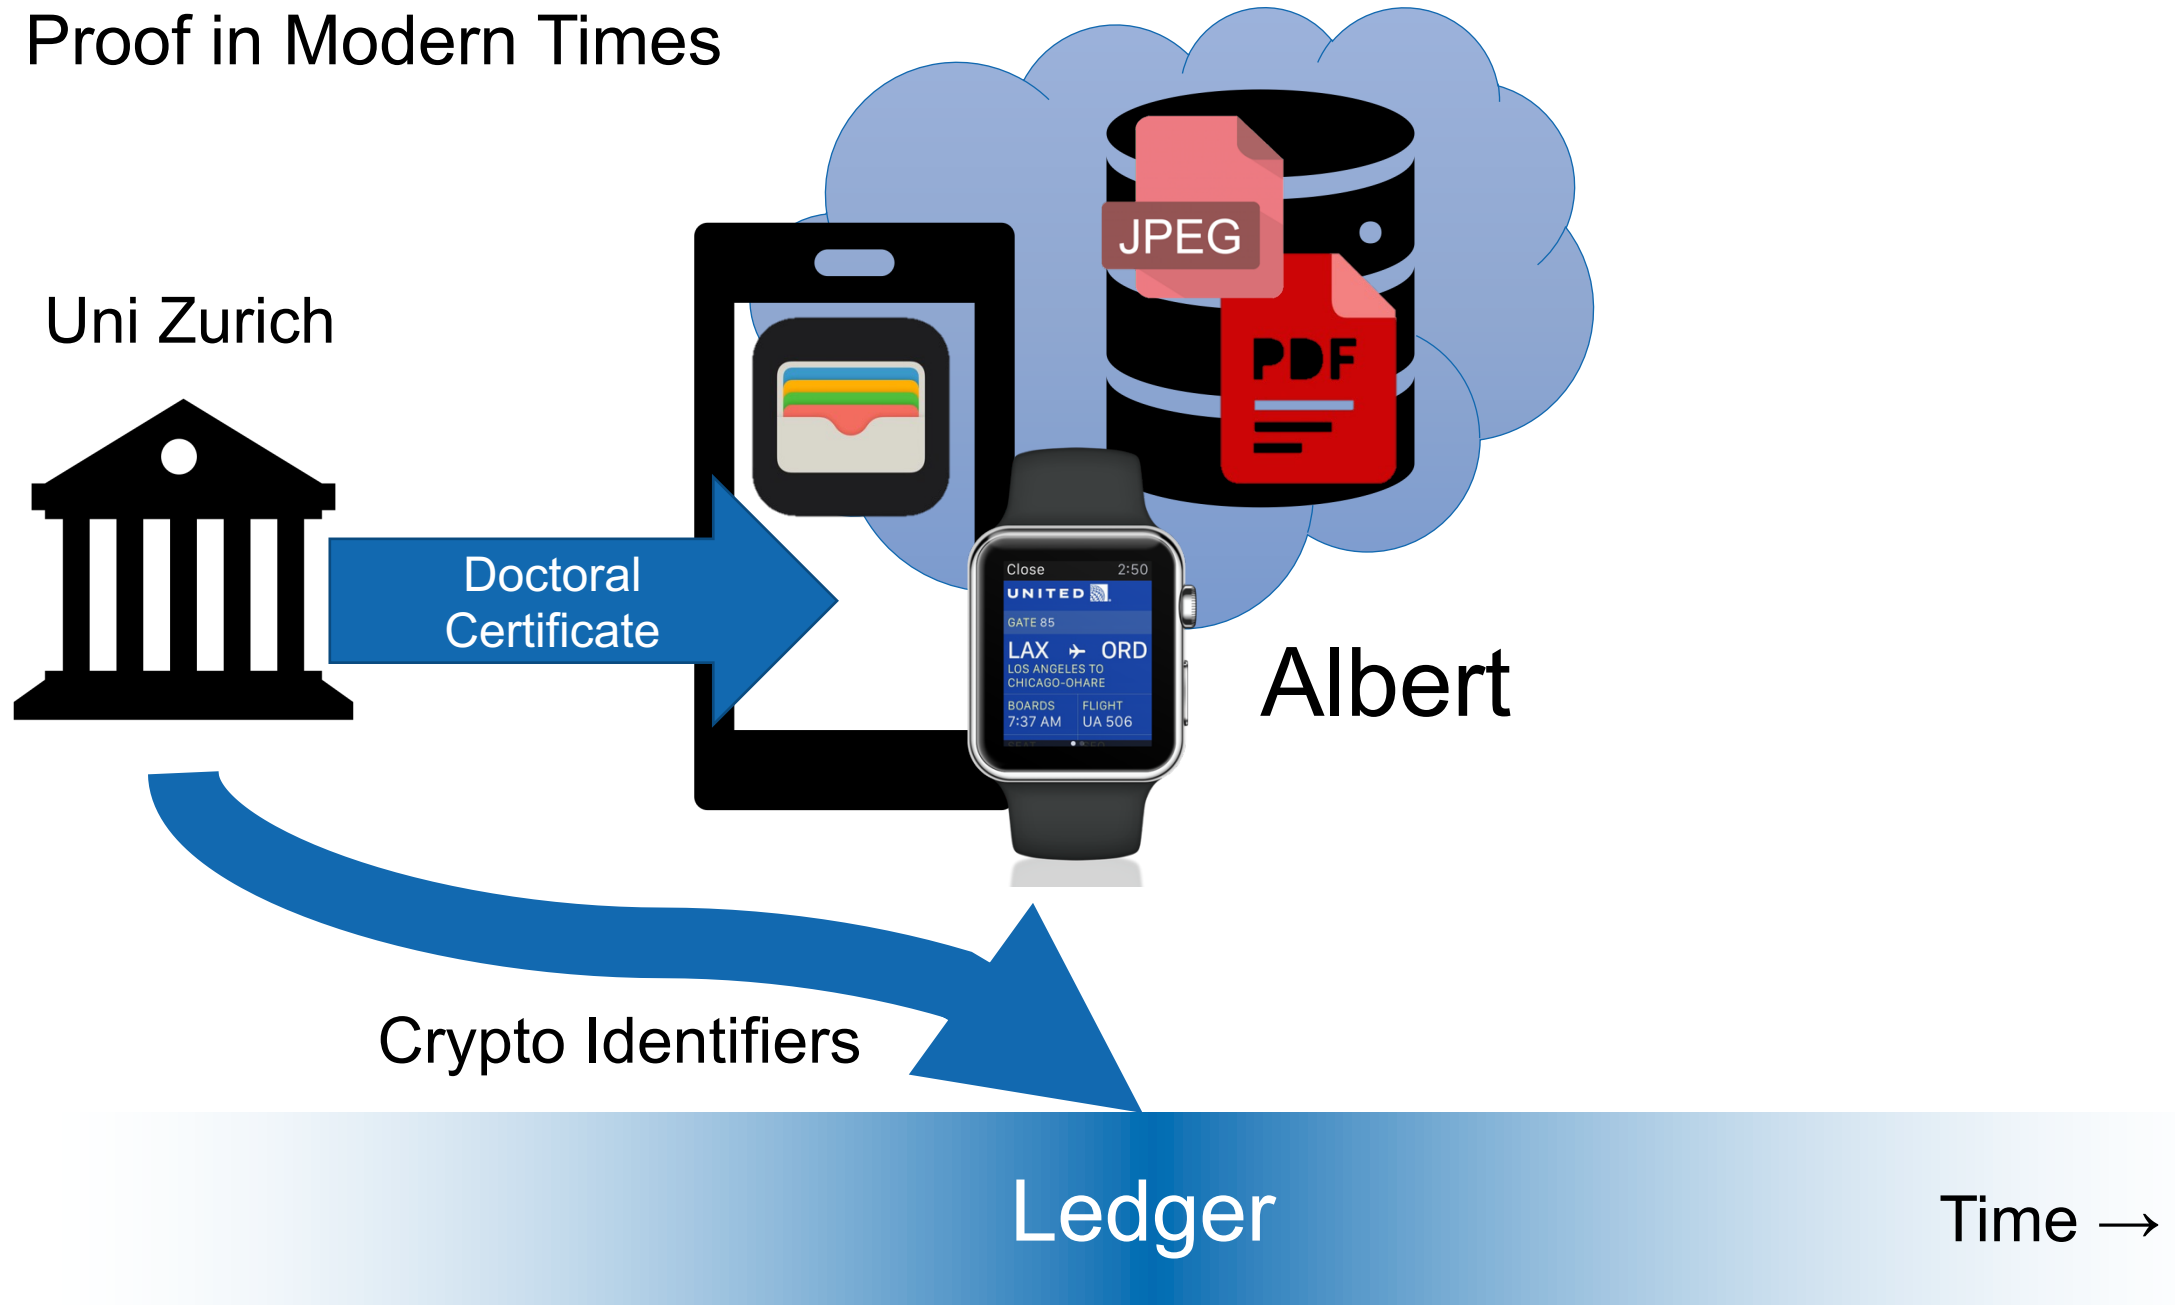 Proof in Modern Times
Uni Zurich
JPEG
PDF
Doctoral
Certificate
Close 2:50
UNITED
GATE 85
LAX ✈ ORD
LOS ANGELES TO
CHICAGO-OHARE
BOARDS FLIGHT
7:37 AM UA 506
Albert
Crypto Identifiers
Ledger
Time →